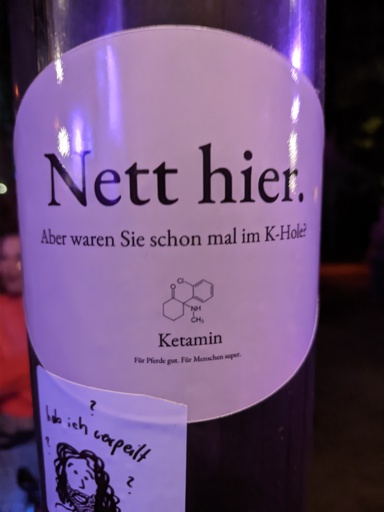 Nett hier.
Aber waren Sie schon mal im K-Hole?
Cl
O
NH
CH₃
Ketamin
Für Pferde gut. Für Menschen super.
?
hab ich verpeilt
?
?